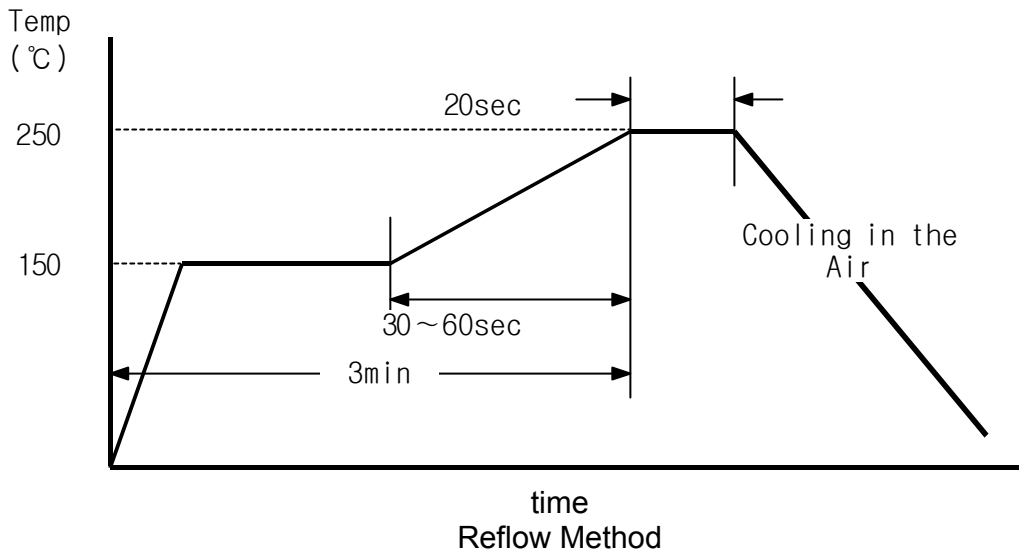 Temp
(℃)
20sec
250
Cooling in the
Air
150
30～60sec
3min
time
Reflow Method